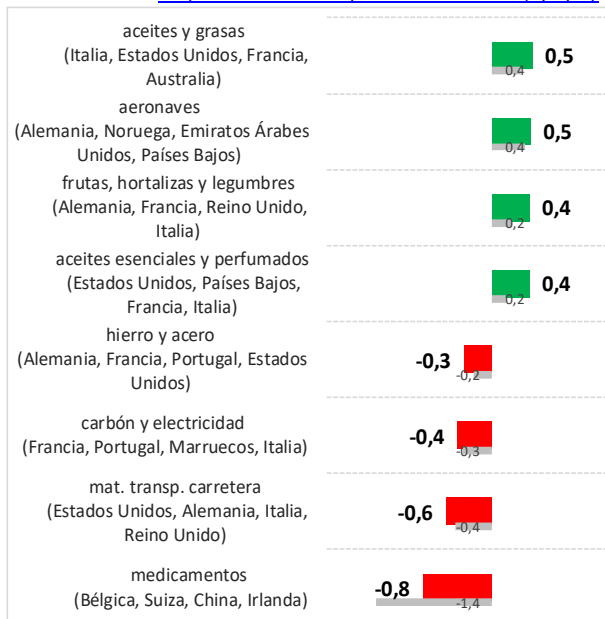 aceites y grasas
(Italia, Estados Unidos, Francia,
Australia)
0,5
0,4
aeronaves
(Alemania, Noruega, Emiratos Árabes
Unidos, Países Bajos)
0,5
0,4
frutas, hortalizas y legumbres
(Alemania, Francia, Reino Unido,
Italia)
0,4
0,2
aceites esenciales y perfumados
(Estados Unidos, Países Bajos,
Francia, Italia)
0,4
0,2
hierro y acero
(Alemania, Francia, Portugal, Estados
Unidos)
-0,3
-0,2
carbón y electricidad
(Francia, Portugal, Marruecos, Italia)
-0,4
-0,3
mat. transp. carretera
(Estados Unidos, Alemania, Italia,
Reino Unido)
-0,6
-0,4
medicamentos
(Bélgica, Suiza, China, Irlanda)
-0,8
-1,4